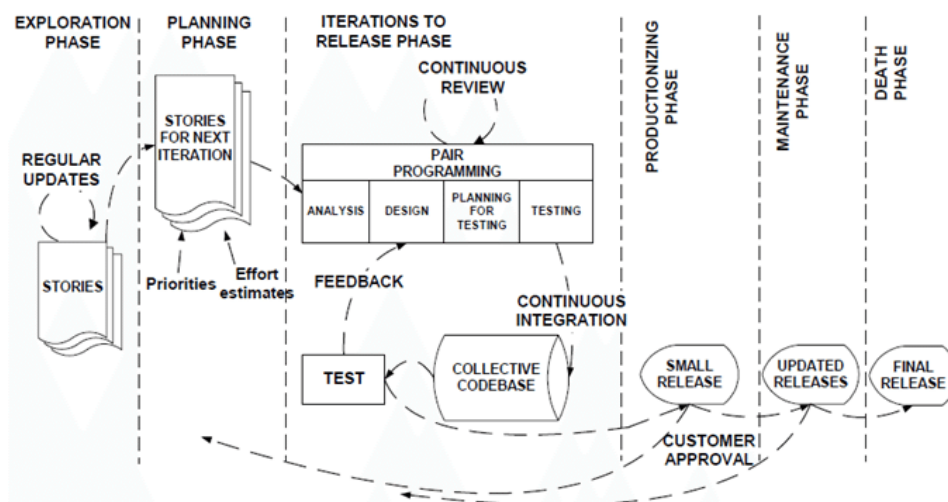 EXPLORATION
PHASE
PLANNING
PHASE
ITERATIONS TO
RELEASE PHASE
PRODUCTIONIZING
PHASE
MAINTENANCE
PHASE
DEATH
PHASE
CONTINUOUS
REVIEW
STORIES
FOR NEXT
ITERATION
REGULAR
UPDATES
PAIR
PROGRAMMING
ANALYSIS
DESIGN
PLANNING
FOR
TESTING
TESTING
STORIES
Priorities
Effort
estimates
FEEDBACK
CONTINUOUS
INTEGRATION
TEST
COLLECTIVE
CODEBASE
SMALL
RELEASE
UPDATED
RELEASES
FINAL
RELEASE
CUSTOMER
APPROVAL